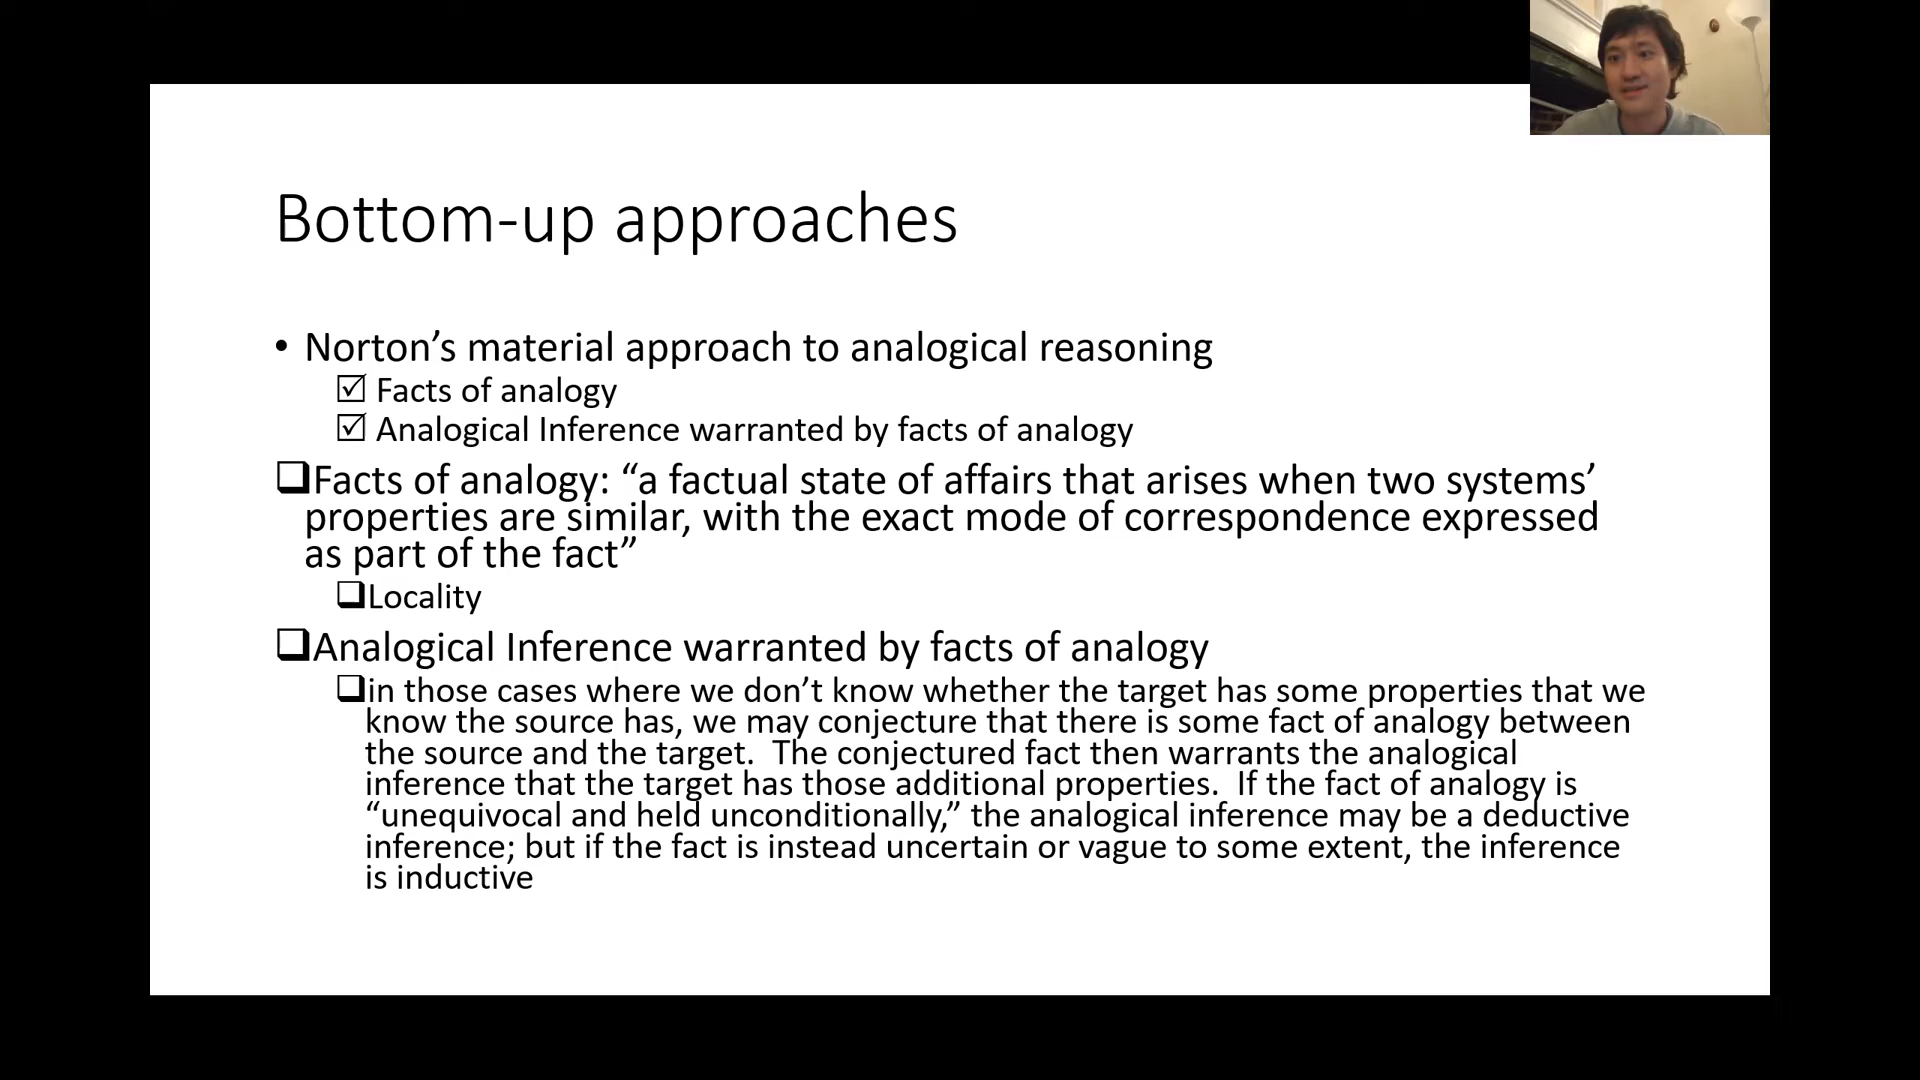 Bottom-up approaches
• Norton’s material approach to analogical reasoning
☑ Facts of analogy
☑ Analogical Inference warranted by facts of analogy
❑Facts of analogy: “a factual state of affairs that arises when two systems’
properties are similar, with the exact mode of correspondence expressed
as part of the fact”
❑Locality
❑Analogical Inference warranted by facts of analogy
❑in those cases where we don’t know whether the target has some properties that we
know the source has, we may conjecture that there is some fact of analogy between
the source and the target.  The conjectured fact then warrants the analogical
inference that the target has those additional properties.  If the fact of analogy is
“unequivocal and held unconditionally,” the analogical inference may be a deductive
inference; but if the fact is instead uncertain or vague to some extent, the inference
is inductive